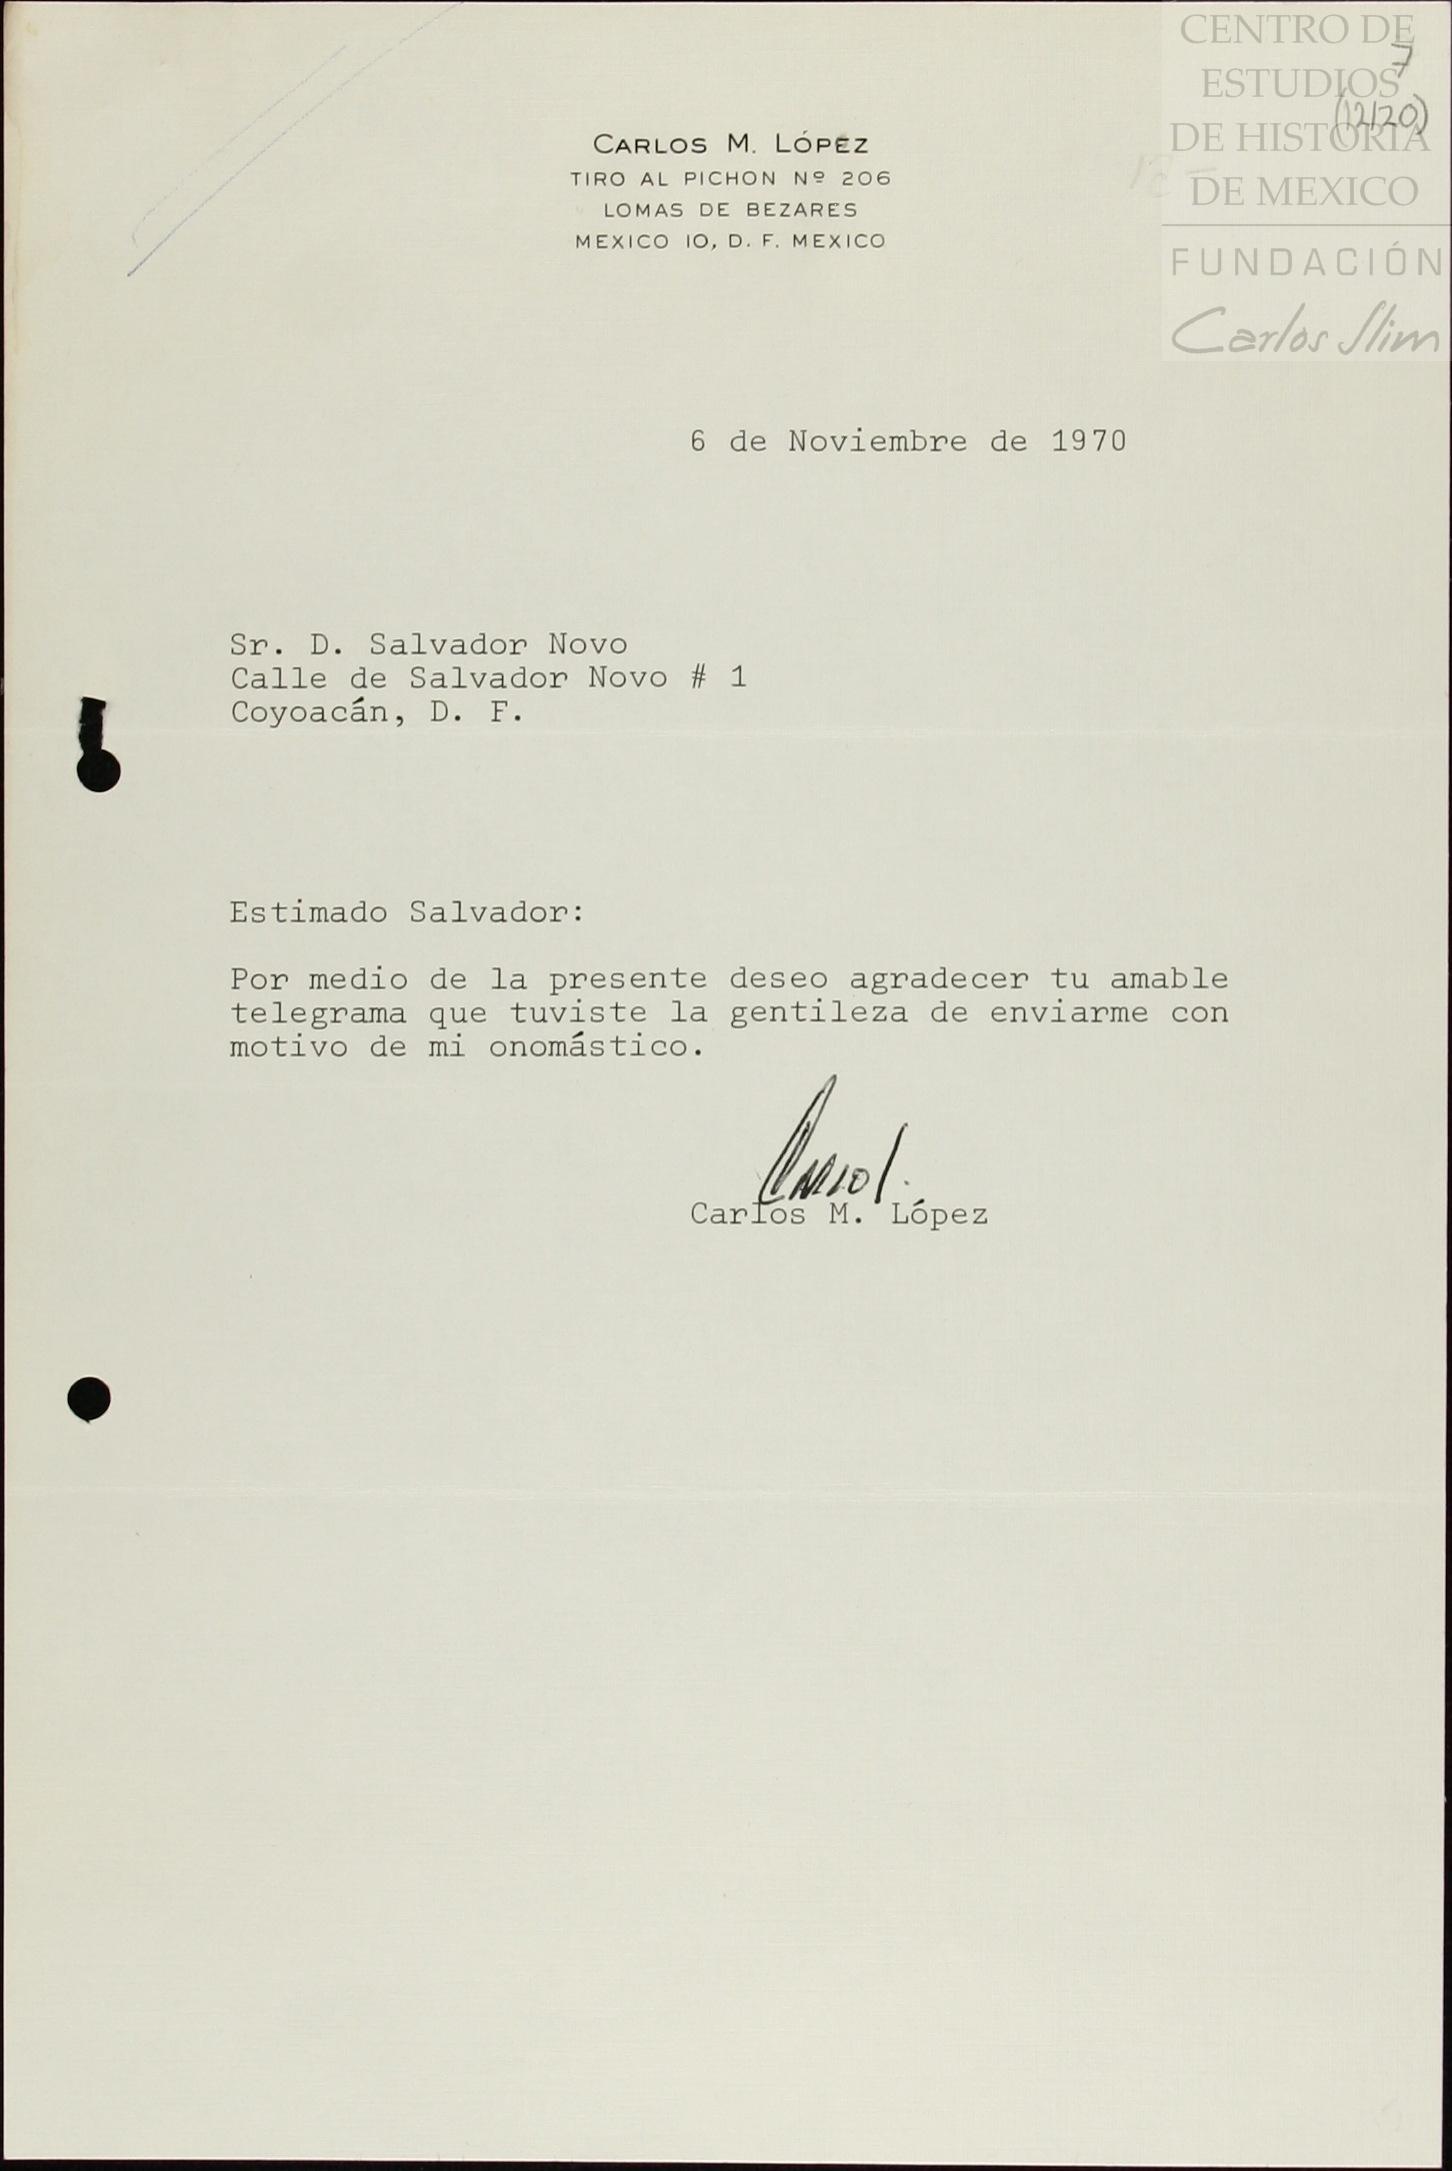 CENTRO DE
ESTUDIOS
DE HISTORIA
DE MEXICO
FUNDACIÓN
Carlos Slim
7
(12/20)
CARLOS M. LÓPEZ
TIRO AL PICHON Nº 206
LOMAS DE BEZARES
MEXICO 10, D. F. MEXICO
6 de Noviembre de 1970
Sr. D. Salvador Novo
Calle de Salvador Novo # 1
Coyoacán, D. F.
Estimado Salvador:
Por medio de la presente deseo agradecer tu amable
telegrama que tuviste la gentileza de enviarme con
motivo de mi onomástico.
Carlos M. López